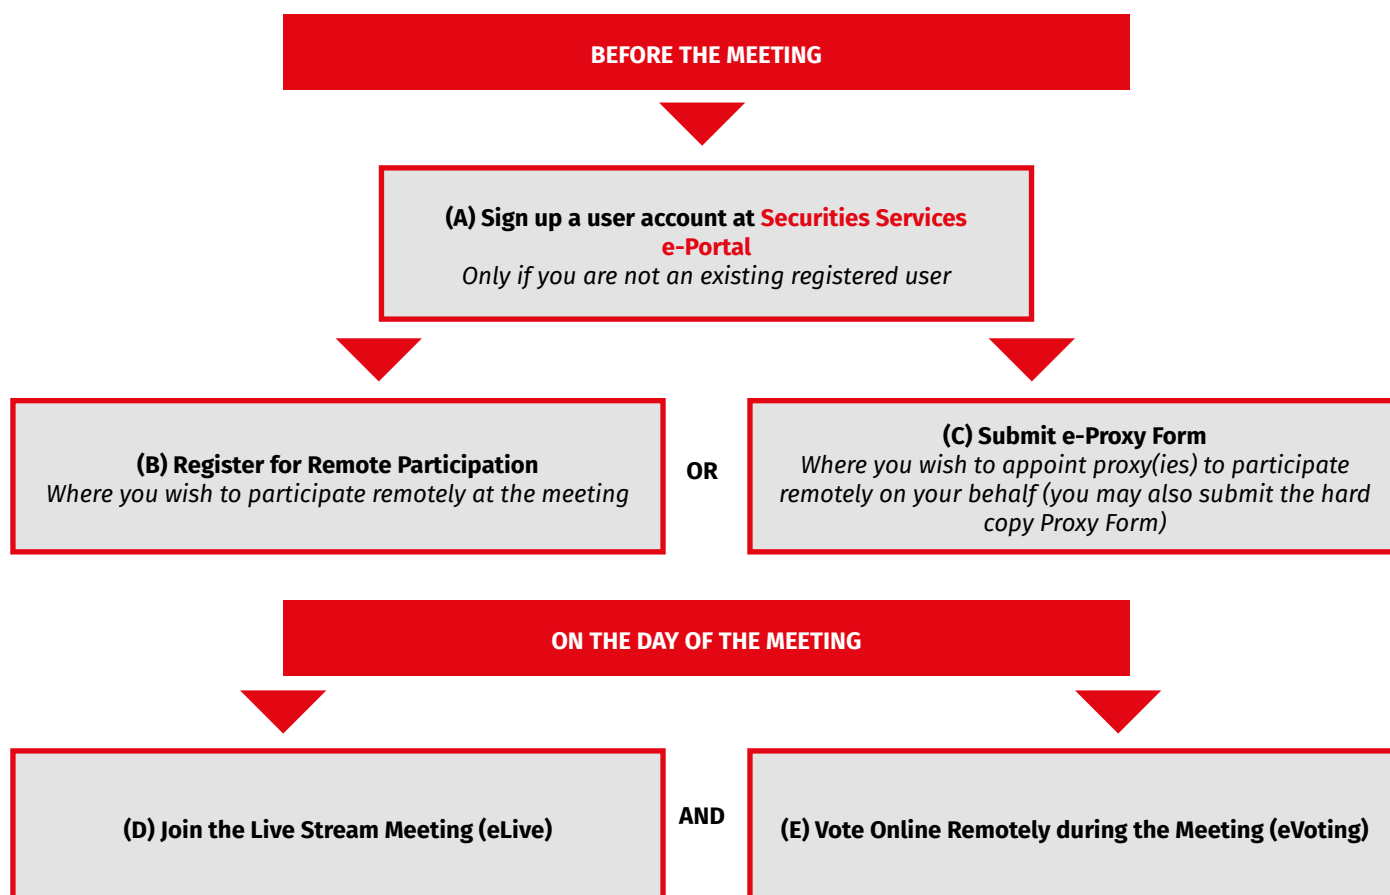 BEFORE THE MEETING
(A) Sign up a user account at Securities Services
e-Portal
Only if you are not an existing registered user
(B) Register for Remote Participation
Where you wish to participate remotely at the meeting
OR
(C) Submit e-Proxy Form
Where you wish to appoint proxy(ies) to participate
remotely on your behalf (you may also submit the hard
copy Proxy Form)
ON THE DAY OF THE MEETING
(D) Join the Live Stream Meeting (eLive)
AND
(E) Vote Online Remotely during the Meeting (eVoting)